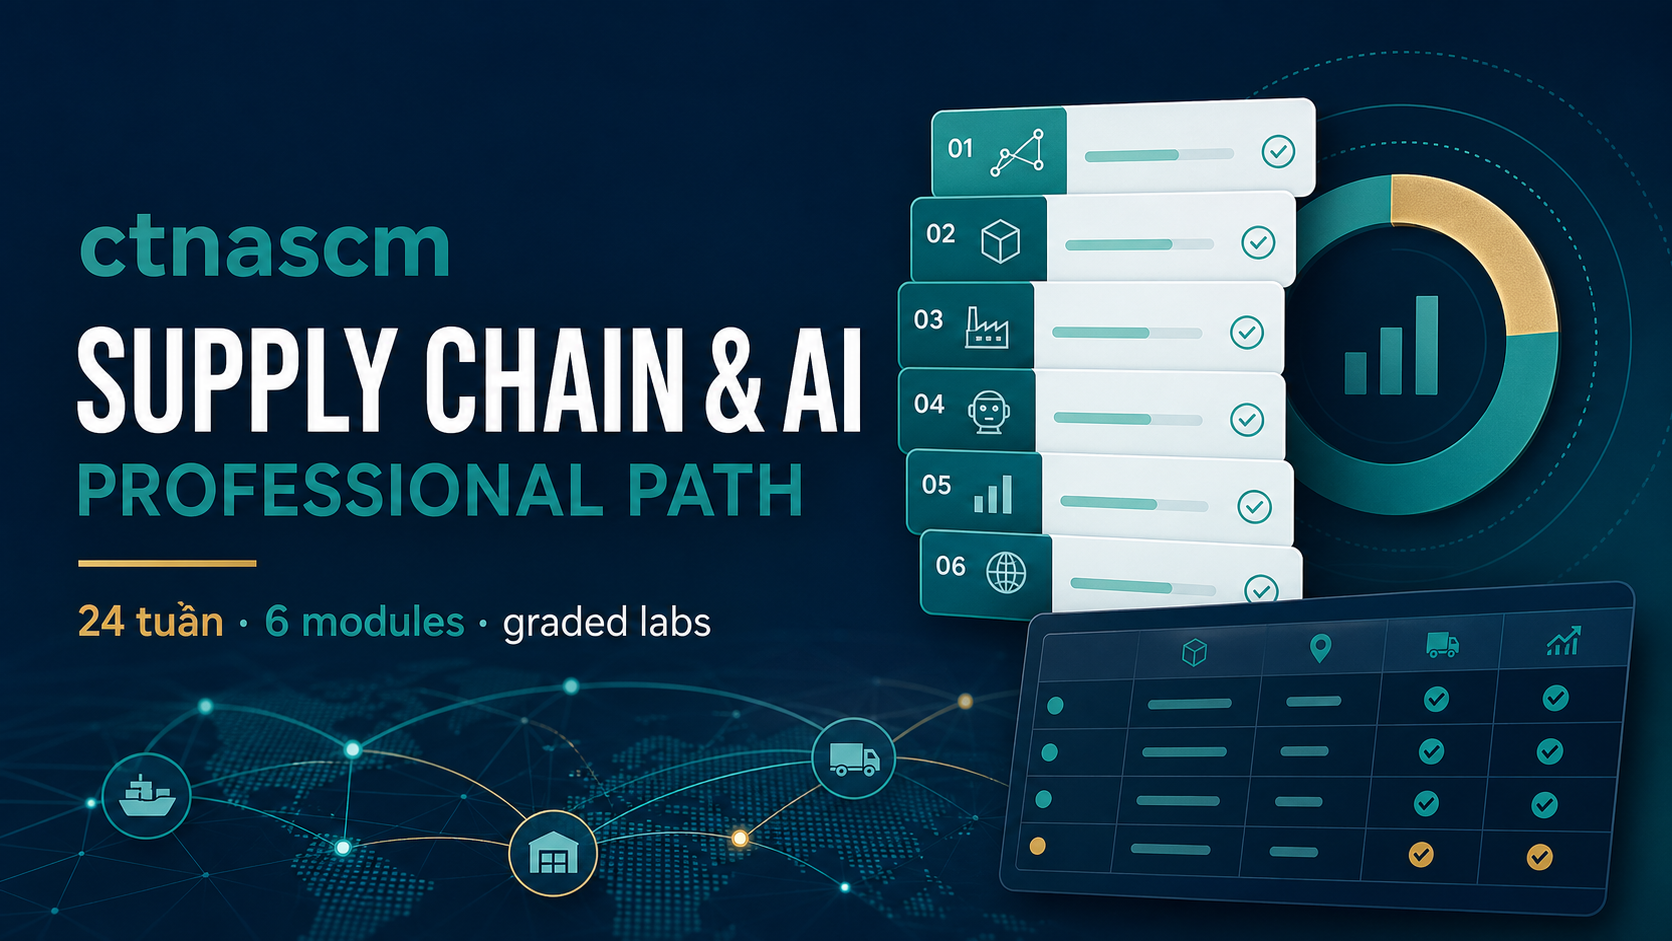 ctnascm
SUPPLY CHAIN & AI
PROFESSIONAL PATH
24 tuần · 6 modules · graded labs
01
02
03
04
05
06